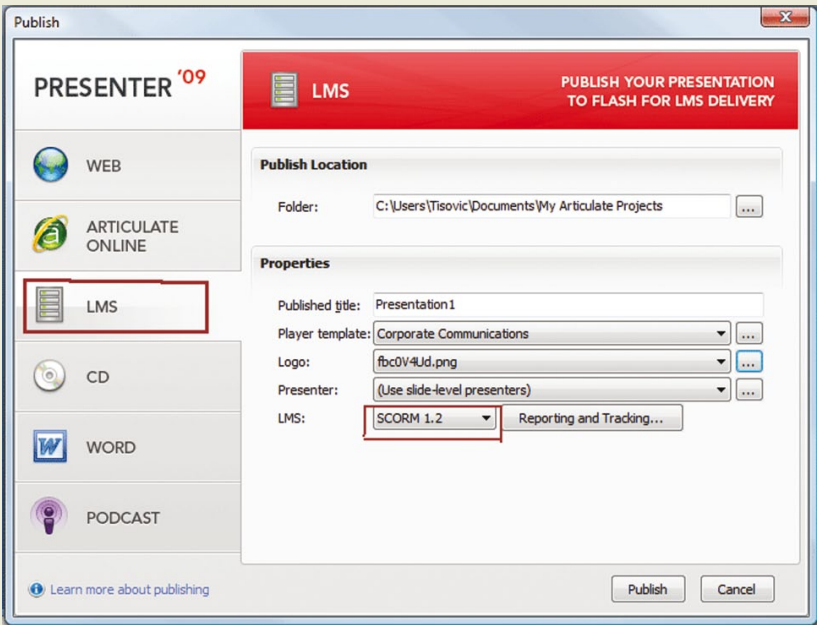 Publish
PRESENTER '09
WEB
ARTICULATE
ONLINE
LMS
CD
WORD
PODCAST
Learn more about publishing
LMS
PUBLISH YOUR PRESENTATION
TO FLASH FOR LMS DELIVERY
Publish Location
Folder: C:\Users\Tisovic\Documents\My Articulate Projects ...
Properties
Published title: Presentation1
Player template: Corporate Communications ...
Logo: fbc0V4Ud.png ...
Presenter: (Use slide-level presenters) ...
LMS: SCORM 1.2 Reporting and Tracking...
Publish Cancel